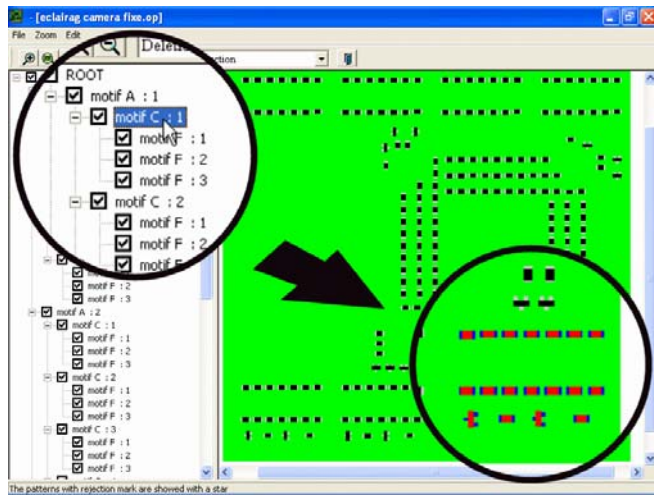 - [eclairag camera fixe.op]
File Zoom Edit
Delete
ction
ROOT
motif A : 1
motif C : 1
motif F : 1
motif F : 2
motif F : 3
motif C : 2
motif F : 1
motif F : 2
motif F
motif F : 2
motif F : 3
motif A : 2
motif C : 1
motif F : 1
motif F : 2
motif F : 3
motif C : 2
motif F : 1
motif F : 2
motif F : 3
motif C : 3
motif F : 1
motif F : 2
motif F : 3
The patterns with rejection mark are showed with a star